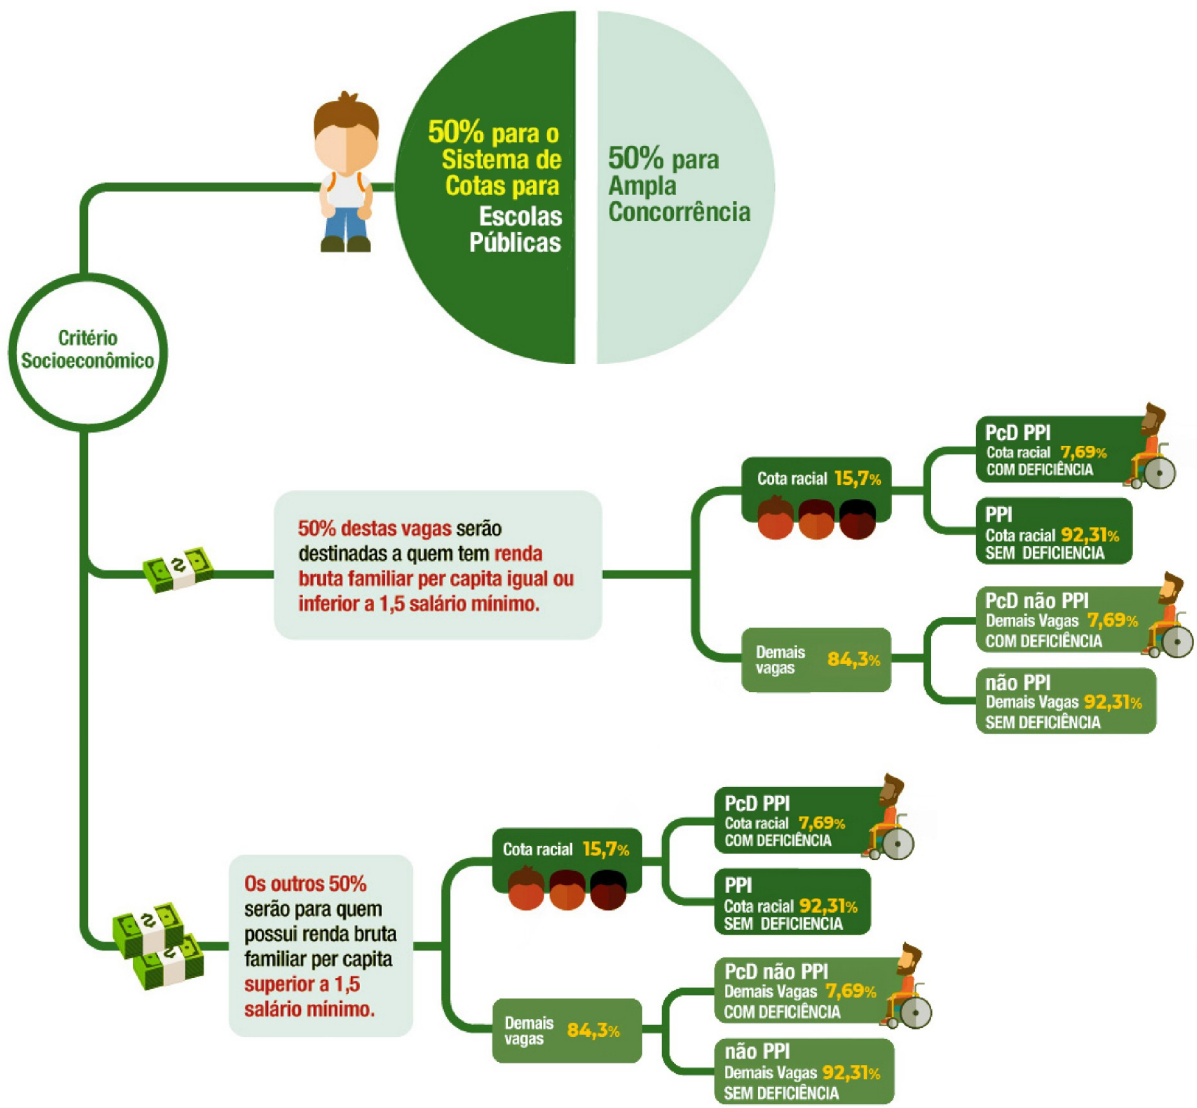 50% para o
Sistema de
Cotas para
Escolas
Públicas
50% para
Ampla
Concorrência
Critério
Socioeconômico
50% destas vagas serão
destinadas a quem tem renda
bruta familiar per capita igual ou
inferior a 1,5 salário mínimo.
Cota racial 15,7%
PcD PPI
Cota racial 7,69%
COM DEFICIÊNCIA
PPI
Cota racial 92,31%
SEM DEFICIENCIA
Demais
vagas 84,3%
PcD não PPI
Demais Vagas 7,69%
COM DEFICIÊNCIA
não PPI
Demais Vagas 92,31%
SEM DEFICIÊNCIA
Os outros 50%
serão para quem
possui renda bruta
familiar per capita
superior a 1,5
salário mínimo.
Cota racial 15,7%
PcD PPI
Cota racial 7,69%
COM DEFICIÊNCIA
PPI
Cota racial 92,31%
SEM DEFICIENCIA
Demais
vagas 84,3%
PcD não PPI
Demais Vagas 7,69%
COM DEFICIÊNCIA
não PPI
Demais Vagas 92,31%
SEM DEFICIÊNCIA